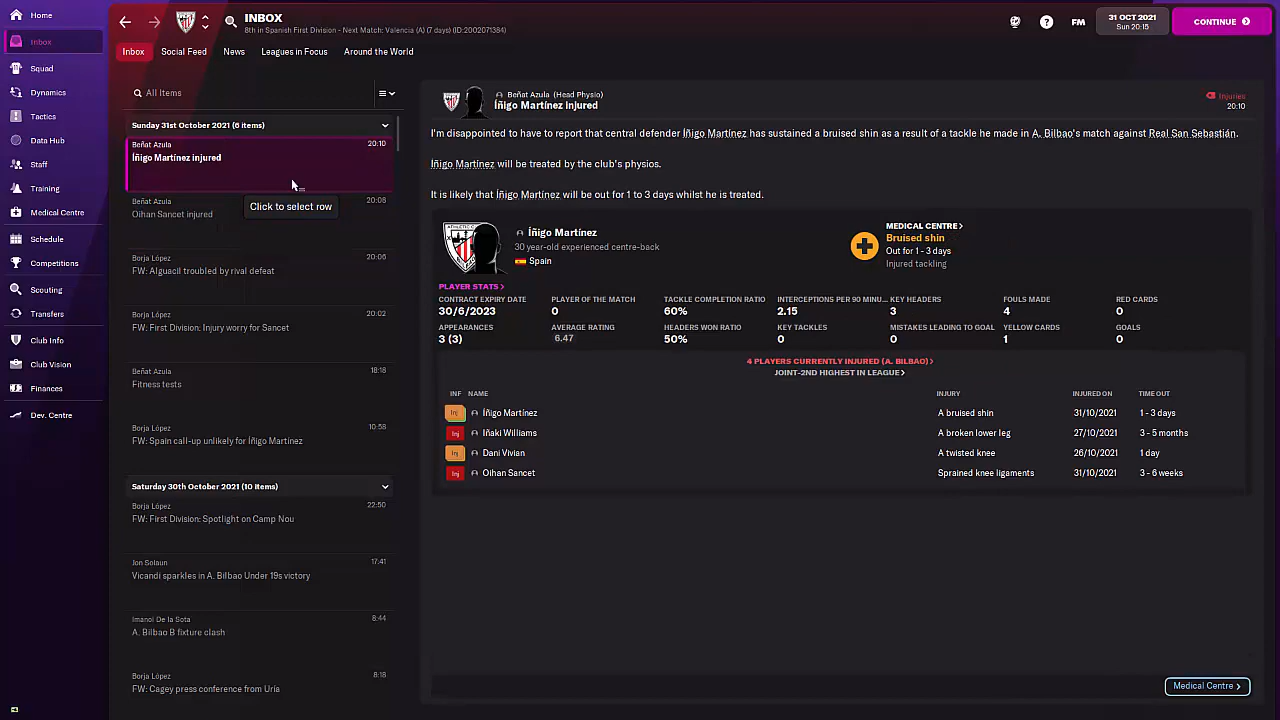 Home
Inbox
Squad
Dynamics
Tactics
Data Hub
Staff
Training
Medical Centre
Schedule
Competitions
Scouting
Transfers
Club Info
Club Vision
Finances
Dev. Centre
INBOX
8th in Spanish First Division - Next Match: Valencia (A) (7 days) (ID:2002071384)
FM
31 OCT 2021
Sun 20:15
CONTINUE
Inbox Social Feed News Leagues in Focus Around the World
All Items
Sunday 31st October 2021 (6 items)
Beñat Azula 20:10
Íñigo Martínez injured
Click to select row
Beñat Azula 20:08
Oihan Sancet injured
Borja López 20:06
FW: Alguacil troubled by rival defeat
Borja López 20:02
FW: First Division: Injury worry for Sancet
Beñat Azula 18:18
Fitness tests
Borja López 10:58
FW: Spain call-up unlikely for Íñigo Martínez
Saturday 30th October 2021 (10 items)
Borja López 22:50
FW: First Division: Spotlight on Camp Nou
Jon Solaun 17:41
Vicandi sparkles in A. Bilbao Under 19s victory
Imanol De la Sota 8:44
A. Bilbao B fixture clash
Borja López 8:18
FW: Cagey press conference from Uría
Beñat Azula (Head Physio)
Íñigo Martínez injured
Injuries
20:10
I'm disappointed to have to report that central defender Íñigo Martínez has sustained a bruised shin as a result of a tackle he made in A. Bilbao's match against Real San Sebastián.
Íñigo Martínez will be treated by the club's physios.
It is likely that Íñigo Martínez will be out for 1 to 3 days whilst he is treated.
Íñigo Martínez
30 year-old experienced centre-back
Spain
MEDICAL CENTRE
Bruised shin
Out for 1 - 3 days
Injured tackling
PLAYER STATS
CONTRACT EXPIRY DATE PLAYER OF THE MATCH TACKLE COMPLETION RATIO INTERCEPTIONS PER 90 MINU... KEY HEADERS FOULS MADE RED CARDS
30/6/2023 0 60% 2.15 3 4 0
APPEARANCES AVERAGE RATING HEADERS WON RATIO KEY TACKLES MISTAKES LEADING TO GOAL YELLOW CARDS GOALS
3 (3) 6.47 50% 0 0 1 0
4 PLAYERS CURRENTLY INJURED (A. BILBAO)
JOINT-2ND HIGHEST IN LEAGUE
INF NAME INJURY INJURED ON TIME OUT
Inj Íñigo Martínez A bruised shin 31/10/2021 1 - 3 days
Inj Iñaki Williams A broken lower leg 27/10/2021 3 - 5 months
Inj Dani Vivian A twisted knee 26/10/2021 1 day
Inj Oihan Sancet Sprained knee ligaments 31/10/2021 3 - 6 weeks
Medical Centre